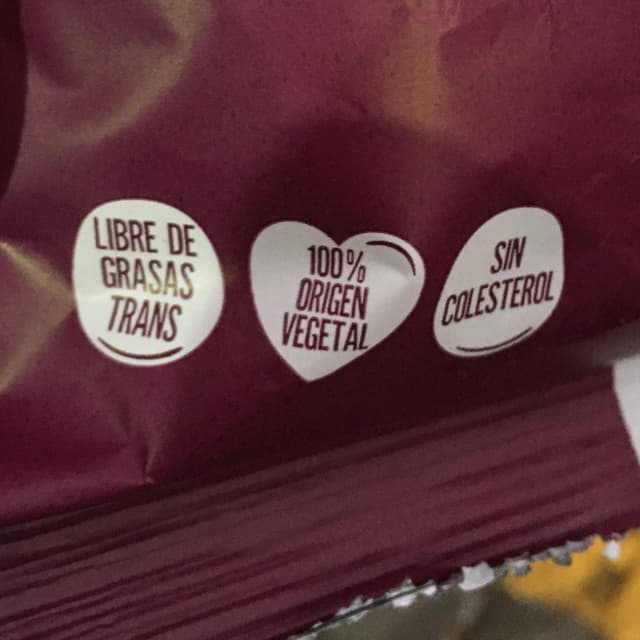 LIBRE DE
GRASAS
TRANS
100%
ORIGEN
VEGETAL
SIN
COLESTEROL